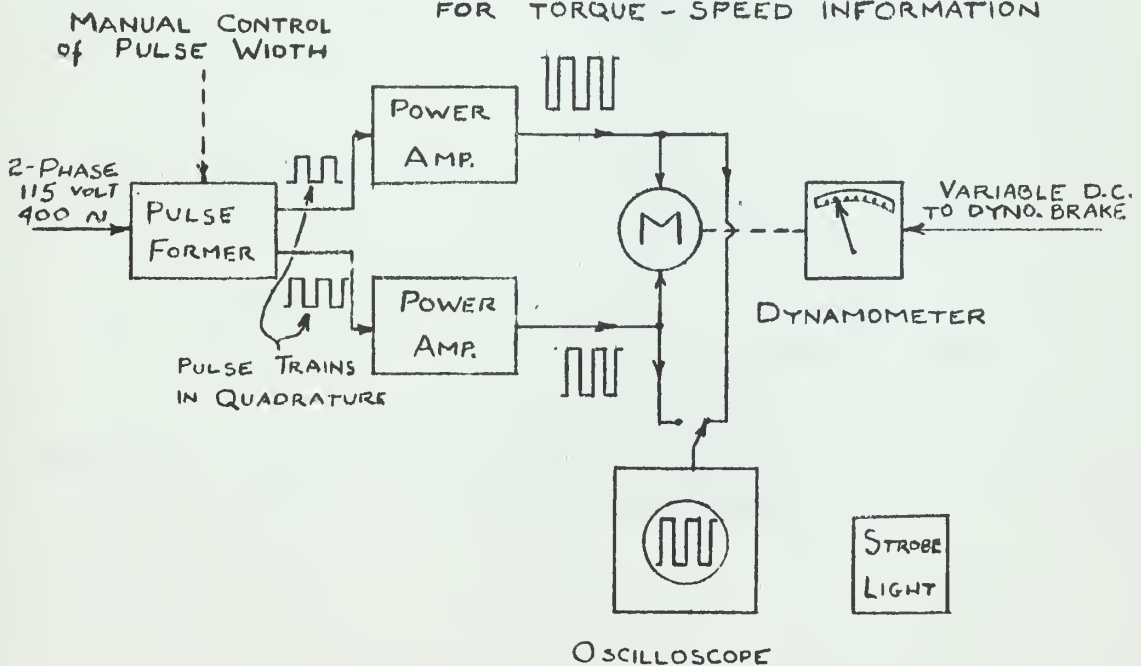 FOR TORQUE - SPEED INFORMATION
MANUAL CONTROL
of PULSE WIDTH
2-PHASE
115 VOLT
400 ~
PULSE
FORMER
POWER
AMP.
POWER
AMP.
PULSE TRAINS
IN QUADRATURE
M
VARIABLE D.C.
TO DYNO. BRAKE
DYNAMOMETER
STROBE
LIGHT
OSCILLOSCOPE